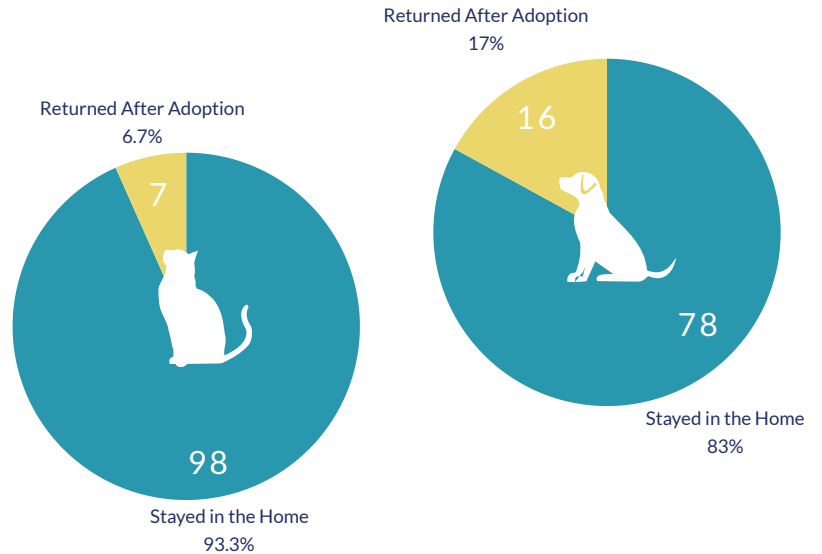 Returned After Adoption
6.7%
7
98
Stayed in the Home
93.3%
Returned After Adoption
17%
16
78
Stayed in the Home
83%